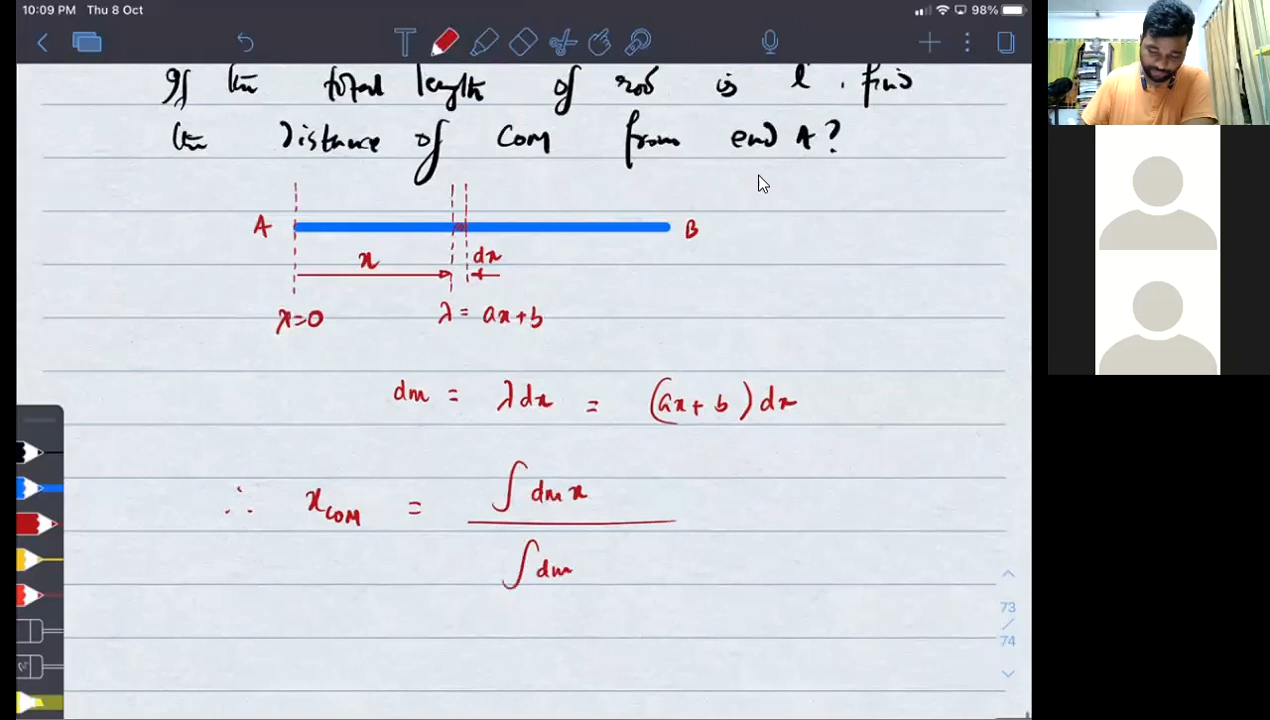 10:09 PM Thu 8 Oct 98%
If the total length of rod is l . find
the distance of COM from end A?
A B
x dx
x=0 λ = ax+b
dm = λdx = (ax+b)dx
∴ xCOM = ∫dm x
∫dm
73
/
74